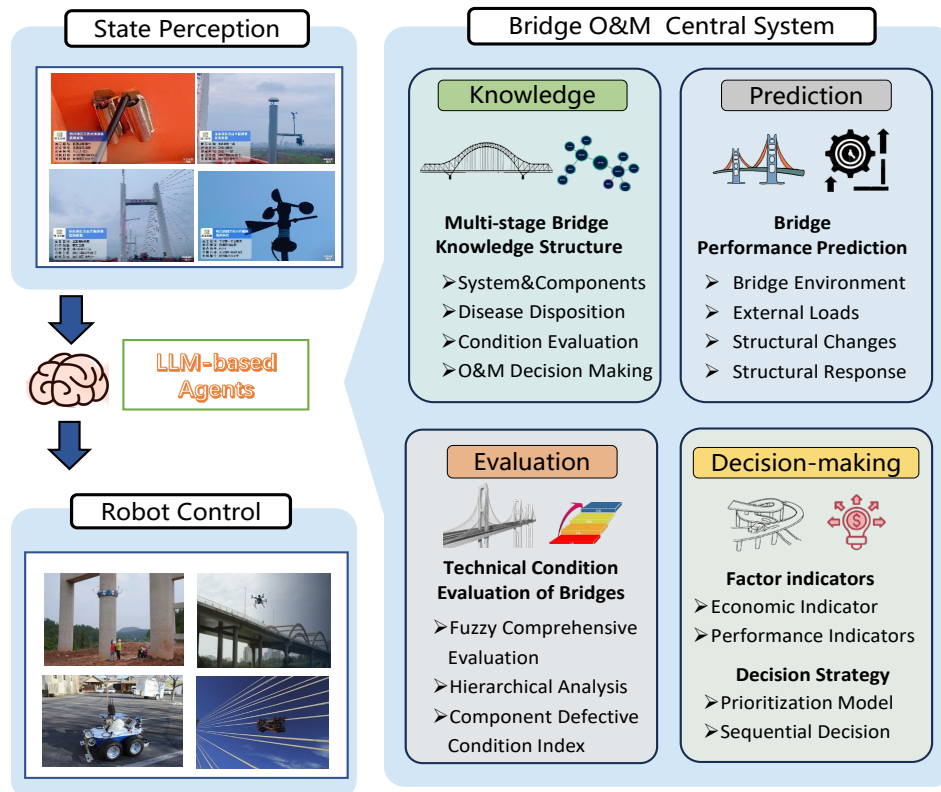 State Perception
LLM-based
Agents
Robot Control
Bridge O&M Central System
Knowledge
Multi-stage Bridge
Knowledge Structure
➢System&Components
➢Disease Disposition
➢Condition Evaluation
➢O&M Decision Making
Prediction
Bridge
Performance Prediction
➢ Bridge Environment
➢ External Loads
➢ Structural Changes
➢ Structural Response
Evaluation
Technical Condition
Evaluation of Bridges
➢Fuzzy Comprehensive
Evaluation
➢Hierarchical Analysis
➢Component Defective
Condition Index
Decision-making
$
Factor indicators
➢Economic Indicator
➢Performance Indicators
Decision Strategy
➢Prioritization Model
➢Sequential Decision